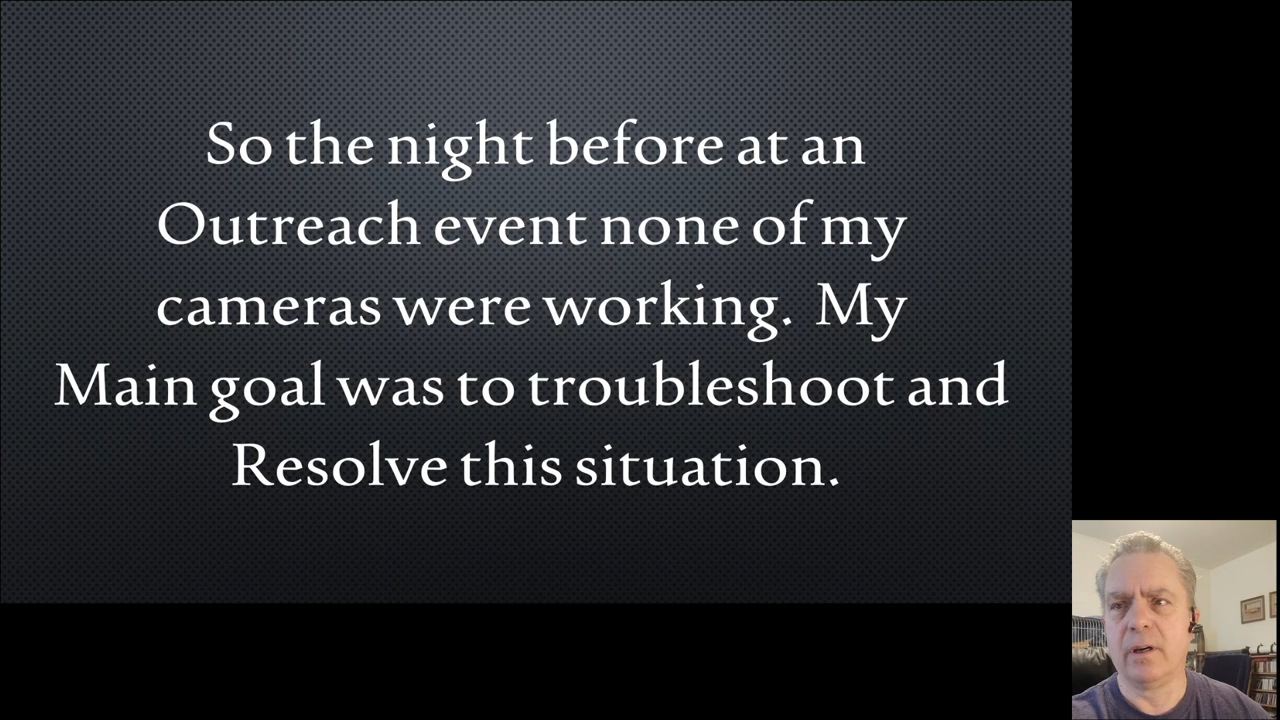 So the night before at an
Outreach event none of my
cameras were working.  My
Main goal was to troubleshoot and
Resolve this situation.